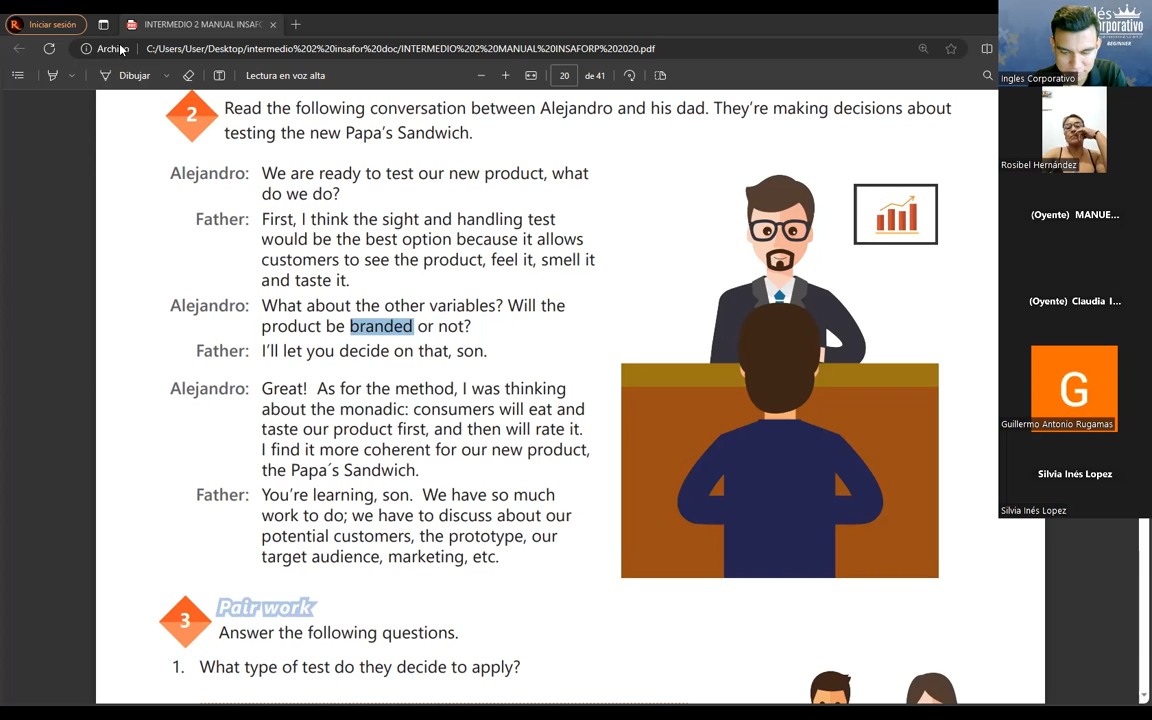 Iniciar sesión
INTERMEDIO 2 MANUAL INSAFO
Archivo
C:/Users/User/Desktop/intermedio%202%20insafor%20doc/INTERMEDIO%202%20MANUAL%20INSAFORP%202020.pdf
Dibujar
Lectura en voz alta
20 de 41
2 Read the following conversation between Alejandro and his dad. They're making decisions about
testing the new Papa's Sandwich.
Alejandro: We are ready to test our new product, what
do we do?
Father: First, I think the sight and handling test
would be the best option because it allows
customers to see the product, feel it, smell it
and taste it.
Alejandro: What about the other variables? Will the
product be branded or not?
Father: I'll let you decide on that, son.
Alejandro: Great! As for the method, I was thinking
about the monadic: consumers will eat and
taste our product first, and then will rate it.
I find it more coherent for our new product,
the Papa´s Sandwich.
Father: You're learning, son. We have so much
work to do; we have to discuss about our
potential customers, the prototype, our
target audience, marketing, etc.
3 Pair work
Answer the following questions.
1. What type of test do they decide to apply?
Corporativo
BEGINNER
Ingles Corporativo
Rosibel Hernández
(Oyente) MANUE...
(Oyente) Claudia I...
G
Guillermo Antonio Rugamas
Silvia Inés Lopez
Silvia Inés Lopez